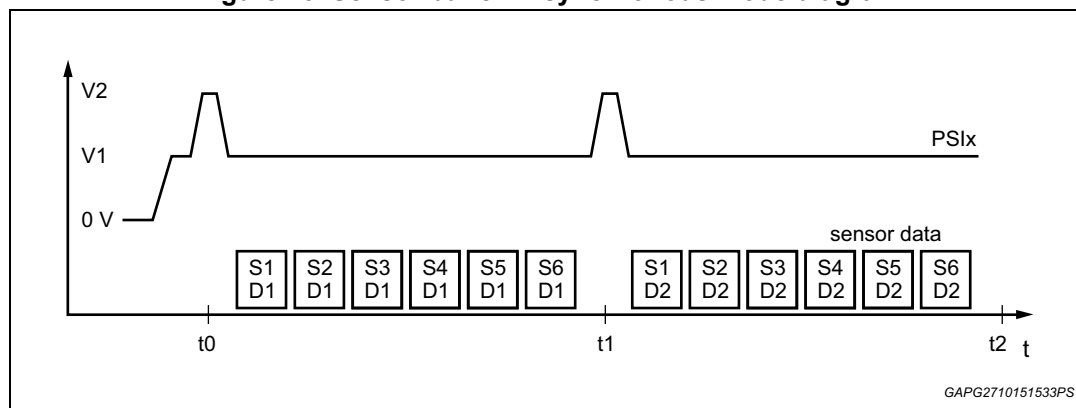 V2
V1
PSIx
0 V
sensor data
S1 S2 S3 S4 S5 S6 S1 S2 S3 S4 S5 S6
D1 D1 D1 D1 D1 D1 D2 D2 D2 D2 D2 D2
t0 t1 t2 t
GAPG2710151533PS